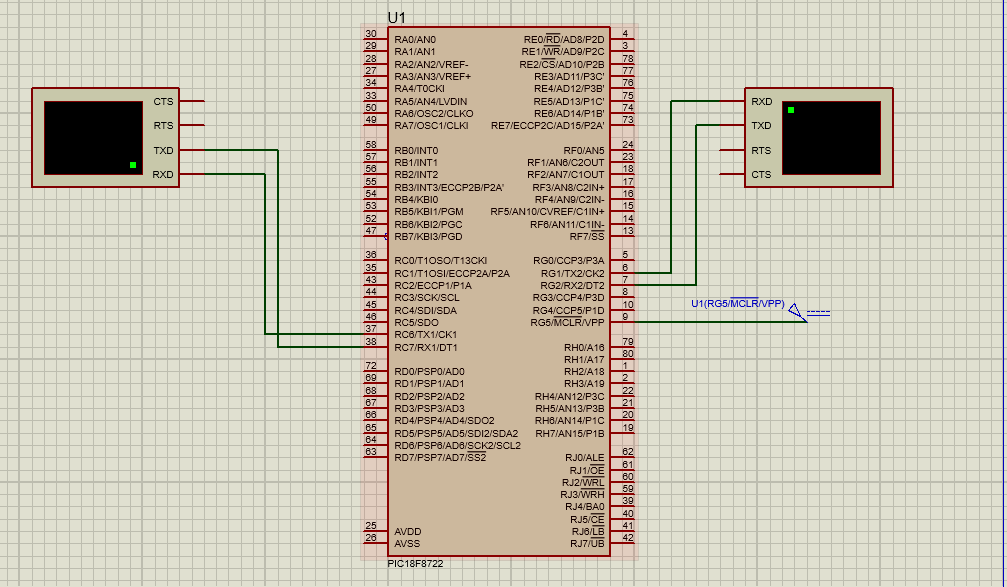 U1
30 RA0/AN0
29 RA1/AN1
28 RA2/AN2/VREF-
27 RA3/AN3/VREF+
34 RA4/T0CKI
33 RA5/AN4/LVDIN
50 RA6/OSC2/CLKO
49 RA7/OSC1/CLKI
58 RB0/INT0
57 RB1/INT1
56 RB2/INT2
55 RB3/INT3/ECCP2B/P2A'
54 RB4/KBI0
53 RB5/KBI1/PGM
52 RB6/KBI2/PGC
47 RB7/KBI3/PGD
36 RC0/T1OSO/T13CKI
35 RC1/T1OSI/ECCP2A/P2A
43 RC2/ECCP1/P1A
44 RC3/SCK/SCL
45 RC4/SDI/SDA
46 RC5/SDO
37 RC6/TX1/CK1
38 RC7/RX1/DT1
72 RD0/PSP0/AD0
69 RD1/PSP1/AD1
68 RD2/PSP2/AD2
67 RD3/PSP3/AD3
66 RD4/PSP4/AD4/SDO2
65 RD5/PSP5/AD5/SDI2/SDA2
64 RD6/PSP6/AD6/SCK2/SCL2
63 RD7/PSP7/AD7/SS2
25 AVDD
26 AVSS
RE0/RD/AD8/P2D 4
RE1/WR/AD9/P2C 3
RE2/CS/AD10/P2B 78
RE3/AD11/P3C' 77
RE4/AD12/P3B' 76
RE5/AD13/P1C' 75
RE6/AD14/P1B' 74
RE7/ECCP2C/AD15/P2A' 73
RF0/AN5 24
RF1/AN6/C2OUT 23
RF2/AN7/C1OUT 18
RF3/AN8/C2IN+ 17
RF4/AN9/C2IN- 16
RF5/AN10/CVREF/C1IN+ 15
RF6/AN11/C1IN- 14
RF7/SS 13
RG0/CCP3/P3A 5
RG1/TX2/CK2 6
RG2/RX2/DT2 7
RG3/CCP4/P3D 8
RG4/CCP5/P1D 10
RG5/MCLR/VPP 9
RH0/A16 79
RH1/A17 80
RH2/A18 1
RH3/A19 2
RH4/AN12/P3C 22
RH5/AN13/P3B 21
RH6/AN14/P1C 20
RH7/AN15/P1B 19
RJ0/ALE 62
RJ1/OE 61
RJ2/WRL 60
RJ3/WRH 59
RJ4/BA0 39
RJ5/CE 40
RJ6/LB 41
RJ7/UB 42
PIC18F8722
CTS
RTS
TXD
RXD
RXD
TXD
RTS
CTS
U1(RG5/MCLR/VPP)